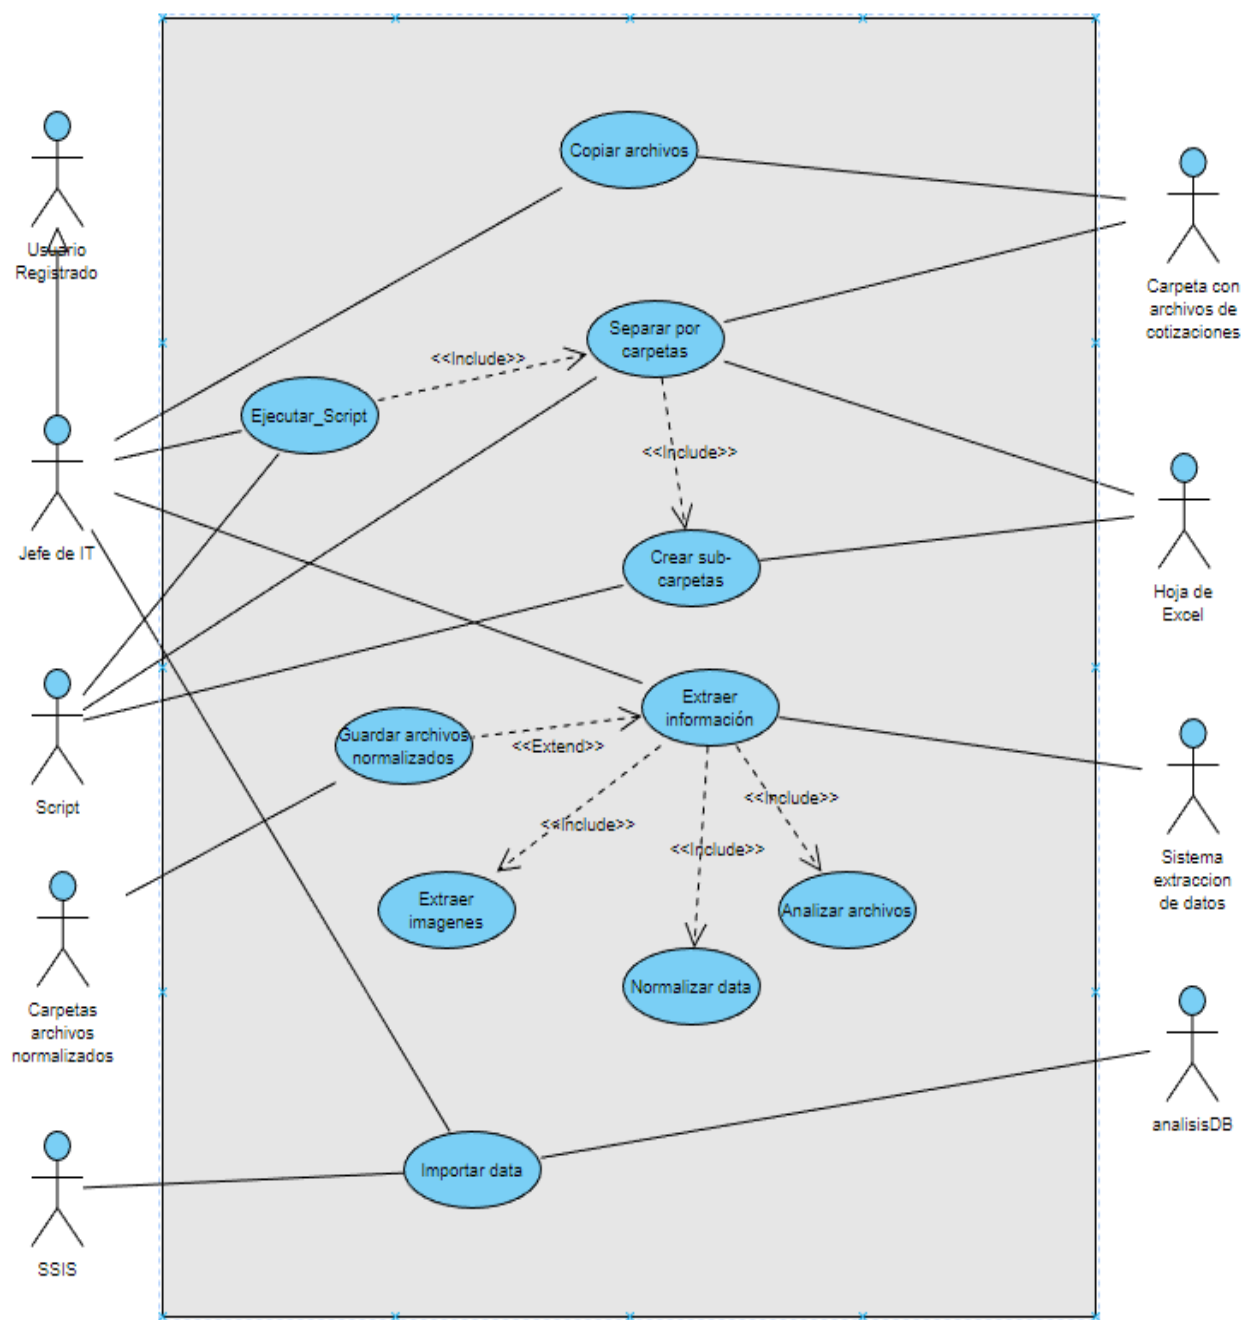 Copiar archivos
Usuario
Registrado
Carpeta con
archivos de
cotizaciones
Separar por
carpetas
<<Include>>
Ejecutar_Script
<<Include>>
Jefe de IT
Crear sub-
carpetas
Hoja de
Excel
Extraer
información
Guardar archivos
normalizados
<<Extend>>
Script
<<Include>>
<<Include>>
<<Include>>
Sistema
extraccion
de datos
Extraer
imagenes
Analizar archivos
Normalizar data
Carpetas
archivos
normalizados
analisisDB
Importar data
SSIS